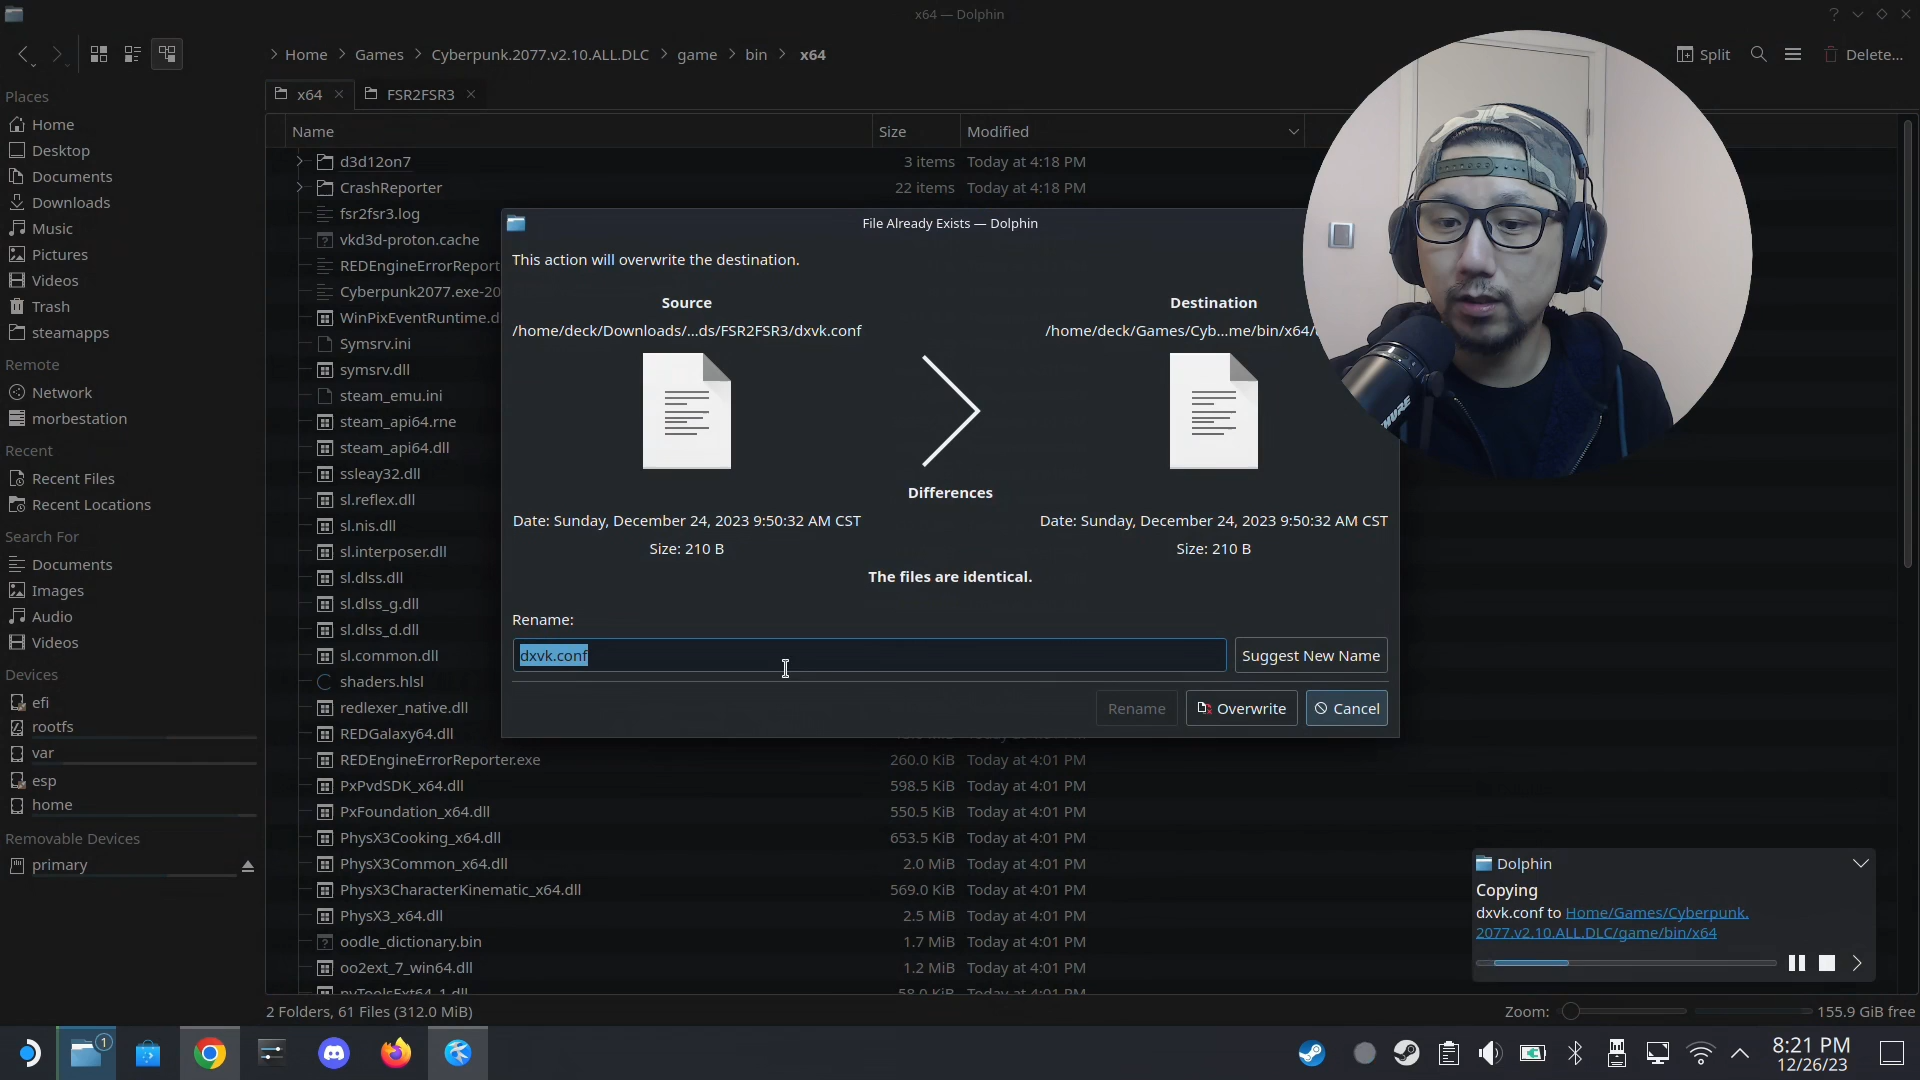 x64 — Dolphin
Home
Games
Cyberpunk.2077.v2.10.ALL.DLC
game
bin
x64
Split
Delete...
x64
FSR2FSR3
Places
Home
Desktop
Documents
Downloads
Music
Pictures
Videos
Trash
steamapps
Remote
Network
morbestation
Recent
Recent Files
Recent Locations
Search For
Documents
Images
Audio
Videos
Devices
efi
rootfs
var
esp
home
Removable Devices
primary
Name Size Modified
d3d12on7 3 items Today at 4:18 PM
CrashReporter 22 items Today at 4:18 PM
fsr2fsr3.log
vkd3d-proton.cache
REDEngineErrorReport
Cyberpunk2077.exe-20
WinPixEventRuntime.d
Symsrv.ini
symsrv.dll
steam_emu.ini
steam_api64.rne
steam_api64.dll
ssleay32.dll
sl.reflex.dll
sl.nis.dll
sl.interposer.dll
sl.dlss.dll
sl.dlss_g.dll
sl.dlss_d.dll
sl.common.dll
shaders.hlsl
redlexer_native.dll
REDGalaxy64.dll
REDEngineErrorReporter.exe 260.0 KiB Today at 4:01 PM
PxPvdSDK_x64.dll 598.5 KiB Today at 4:01 PM
PxFoundation_x64.dll 550.5 KiB Today at 4:01 PM
PhysX3Cooking_x64.dll 653.5 KiB Today at 4:01 PM
PhysX3Common_x64.dll 2.0 MiB Today at 4:01 PM
PhysX3CharacterKinematic_x64.dll 569.0 KiB Today at 4:01 PM
PhysX3_x64.dll 2.5 MiB Today at 4:01 PM
oodle_dictionary.bin 1.7 MiB Today at 4:01 PM
oo2ext_7_win64.dll 1.2 MiB Today at 4:01 PM
File Already Exists — Dolphin
This action will overwrite the destination.
Source
Destination
/home/deck/Downloads/...ds/FSR2FSR3/dxvk.conf
/home/deck/Games/Cyb...me/bin/x64/
Differences
Date: Sunday, December 24, 2023 9:50:32 AM CST
Date: Sunday, December 24, 2023 9:50:32 AM CST
Size: 210 B
Size: 210 B
The files are identical.
Rename:
dxvk.conf
Suggest New Name
Rename
Overwrite
Cancel
SHURE
Dolphin
Copying
dxvk.conf to Home/Games/Cyberpunk.
2077.v2.10.ALL.DLC/game/bin/x64
2 Folders, 61 Files (312.0 MiB)
Zoom:
155.9 GiB free
1
8:21 PM
12/26/23